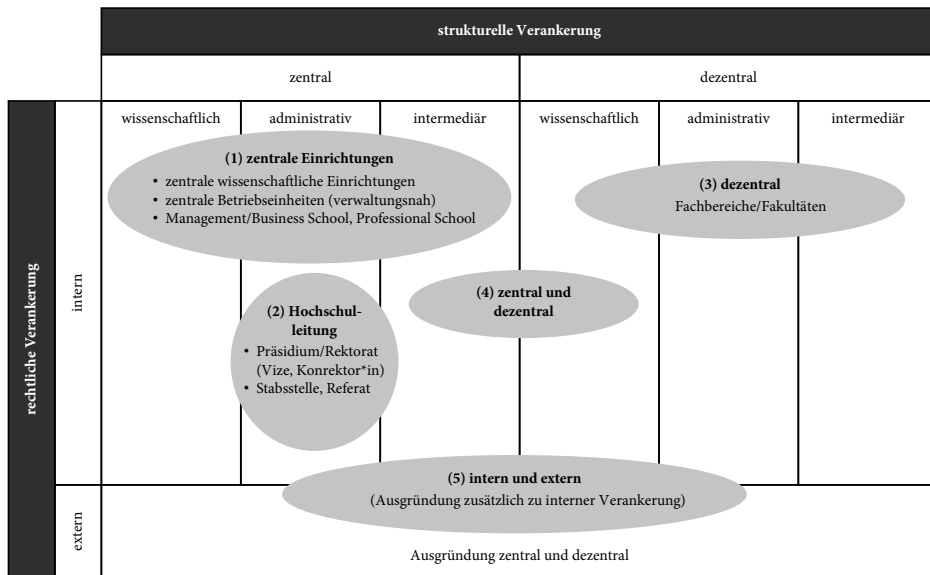 strukturelle Verankerung
zentral
dezentral
wissenschaftlich
administrativ
intermediär
wissenschaftlich
administrativ
intermediär
rechtliche Verankerung
intern
(1) zentrale Einrichtungen
• zentrale wissenschaftliche Einrichtungen
• zentrale Betriebseinheiten (verwaltungsnah)
• Management/Business School, Professional School
(3) dezentral
Fachbereiche/Fakultäten
(2) Hochschul-
leitung
• Präsidium/Rektorat
(Vize, Konrektor*in)
• Stabsstelle, Referat
(4) zentral und
dezentral
(5) intern und extern
(Ausgründung zusätzlich zu interner Verankerung)
extern
Ausgründung zentral und dezentral